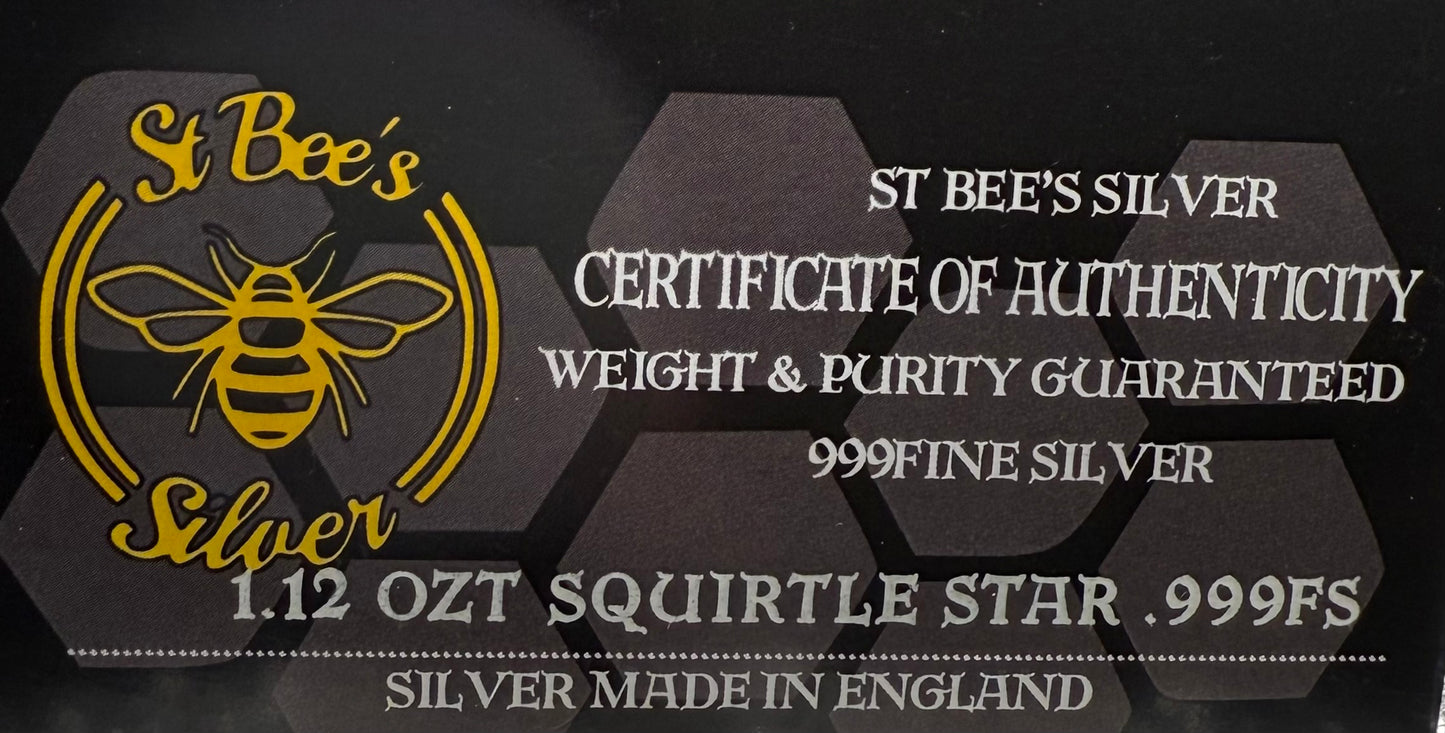 St Bee's
Silver
ST BEE'S SILVER
CERTIFICATE OF AUTHENTICITY
WEIGHT & PURITY GUARANTEED
999FINE SILVER
1.12 OZT SQUIRTLE STAR .999FS
SILVER MADE IN ENGLAND